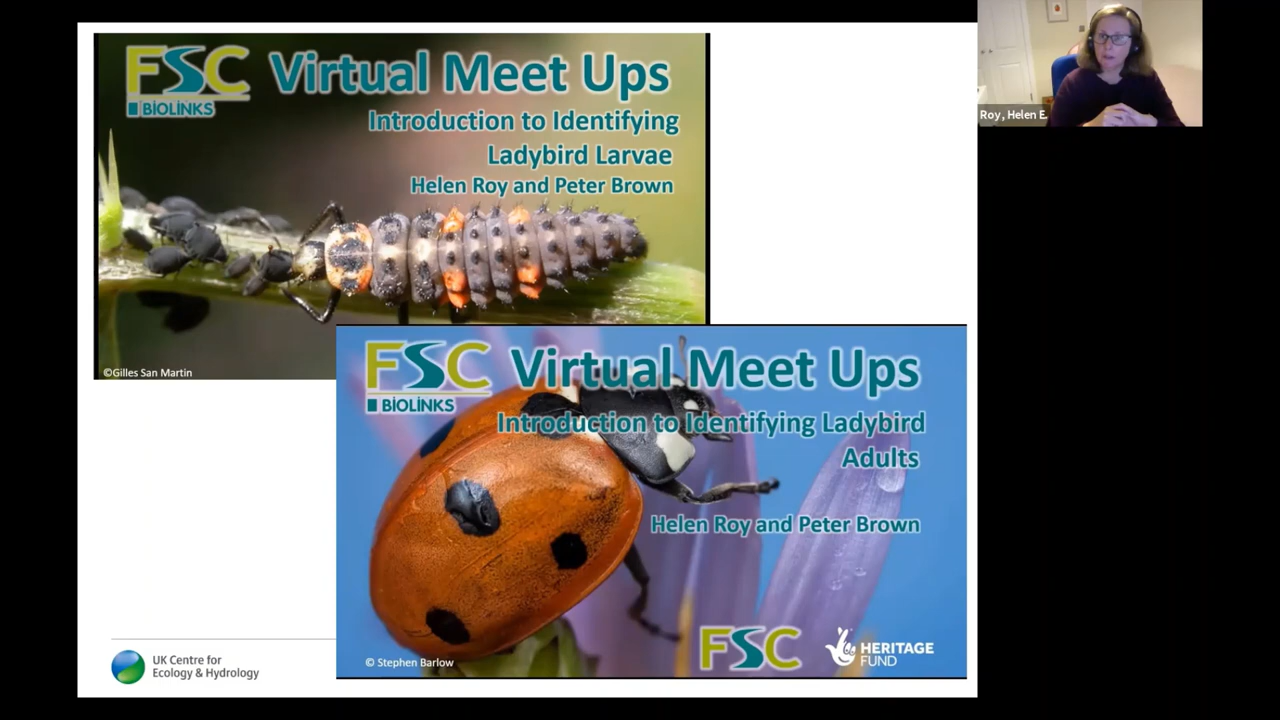 FSC
BIOLINKS
Virtual Meet Ups
Introduction to Identifying
Ladybird Larvae
Helen Roy and Peter Brown
©Gilles San Martin
FSC
BIOLINKS
Virtual Meet Ups
Introduction to Identifying Ladybird
Adults
Helen Roy and Peter Brown
© Stephen Barlow
FSC
HERITAGE
FUND
UK Centre for
Ecology & Hydrology
Roy, Helen E.